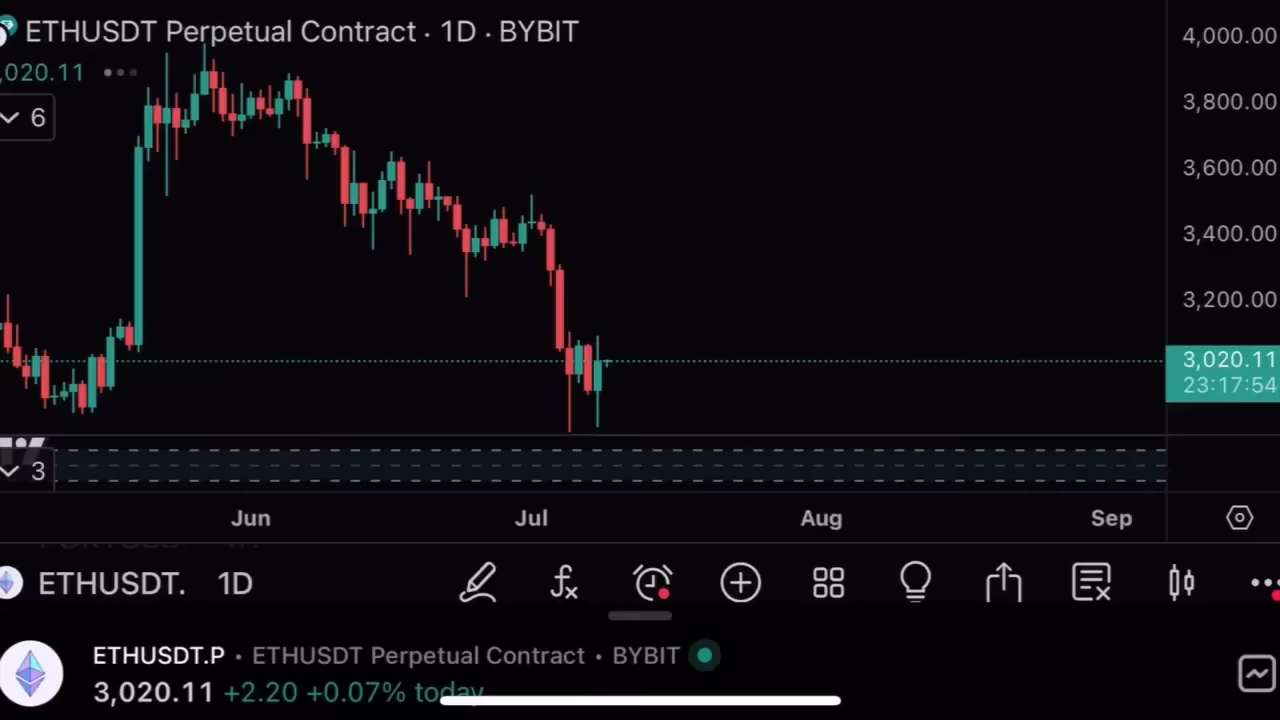 ETHUSDT Perpetual Contract · 1D · BYBIT
,020.11
6
4,000.00
3,800.00
3,600.00
3,400.00
3,200.00
3,020.11
23:17:54
3
Jun Jul Aug Sep
ETHUSDT. 1D
ETHUSDT.P · ETHUSDT Perpetual Contract · BYBIT
3,020.11 +2.20 +0.07% today